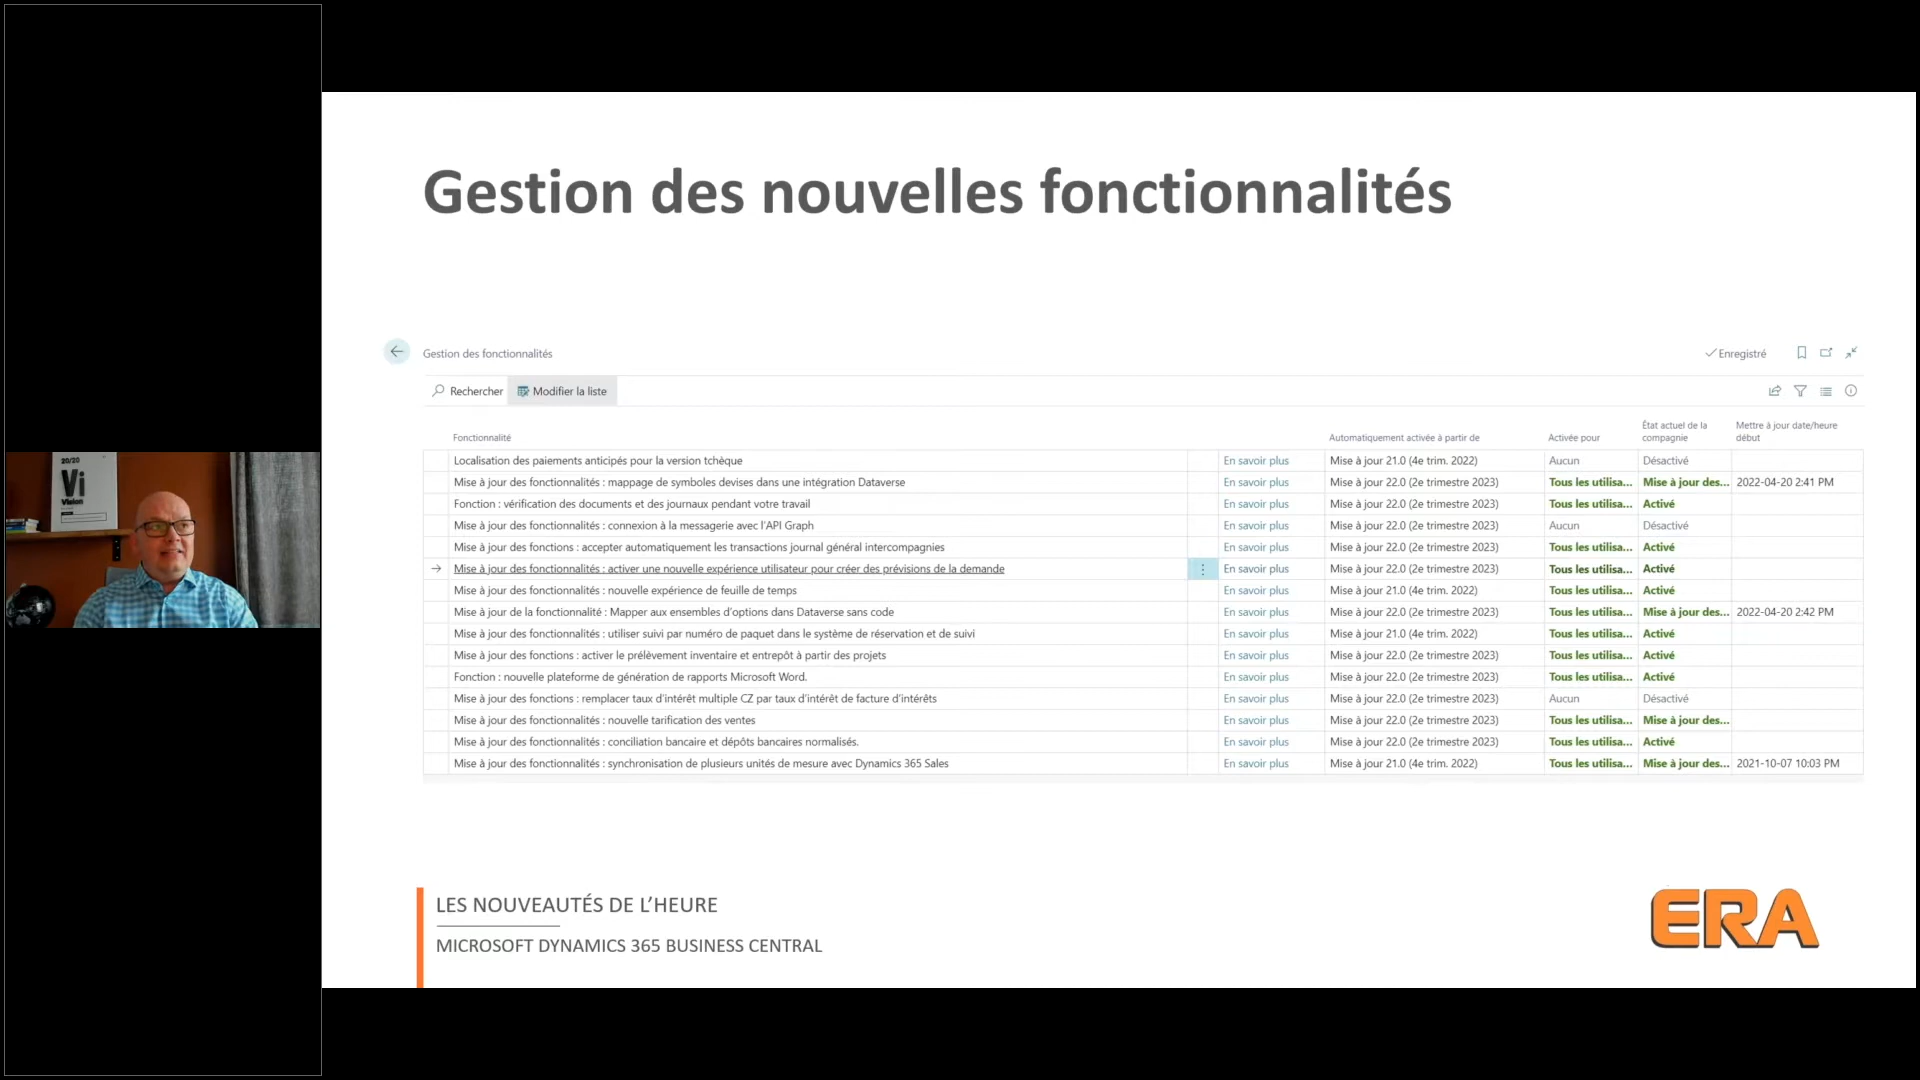 20/20
Vi
Vision
Gestion des nouvelles fonctionnalités
Gestion des fonctionnalités
Enregistré
Rechercher Modifier la liste
Fonctionnalité Automatiquement activée à partir de Activée pour État actuel de la compagnie Mettre à jour date/heure début
Localisation des paiements anticipés pour la version tchèque En savoir plus Mise à jour 21.0 (4e trim. 2022) Aucun Désactivé
Mise à jour des fonctionnalités : mappage de symboles devises dans une intégration Dataverse En savoir plus Mise à jour 22.0 (2e trimestre 2023) Tous les utilisa... Mise à jour des... 2022-04-20 2:41 PM
Fonction : vérification des documents et des journaux pendant votre travail En savoir plus Mise à jour 22.0 (2e trimestre 2023) Tous les utilisa... Activé
Mise à jour des fonctionnalités : connexion à la messagerie avec l'API Graph En savoir plus Mise à jour 22.0 (2e trimestre 2023) Aucun Désactivé
Mise à jour des fonctions : accepter automatiquement les transactions journal général intercompagnies En savoir plus Mise à jour 22.0 (2e trimestre 2023) Tous les utilisa... Activé
Mise à jour des fonctionnalités : activer une nouvelle expérience utilisateur pour créer des prévisions de la demande En savoir plus Mise à jour 22.0 (2e trimestre 2023) Tous les utilisa... Activé
Mise à jour des fonctionnalités : nouvelle expérience de feuille de temps En savoir plus Mise à jour 21.0 (4e trim. 2022) Tous les utilisa... Activé
Mise à jour de la fonctionnalité : Mapper aux ensembles d'options dans Dataverse sans code En savoir plus Mise à jour 22.0 (2e trimestre 2023) Tous les utilisa... Mise à jour des... 2022-04-20 2:42 PM
Mise à jour des fonctionnalités : utiliser suivi par numéro de paquet dans le système de réservation et de suivi En savoir plus Mise à jour 21.0 (4e trim. 2022) Tous les utilisa... Activé
Mise à jour des fonctions : activer le prélèvement inventaire et entrepôt à partir des projets En savoir plus Mise à jour 22.0 (2e trimestre 2023) Tous les utilisa... Activé
Fonction : nouvelle plateforme de génération de rapports Microsoft Word. En savoir plus Mise à jour 22.0 (2e trimestre 2023) Tous les utilisa... Activé
Mise à jour des fonctions : remplacer taux d'intérêt multiple CZ par taux d'intérêt de facture d'intérêts En savoir plus Mise à jour 22.0 (2e trimestre 2023) Aucun Désactivé
Mise à jour des fonctionnalités : nouvelle tarification des ventes En savoir plus Mise à jour 22.0 (2e trimestre 2023) Tous les utilisa... Mise à jour des...
Mise à jour des fonctionnalités : conciliation bancaire et dépôts bancaires normalisés. En savoir plus Mise à jour 22.0 (2e trimestre 2023) Tous les utilisa... Activé
Mise à jour des fonctionnalités : synchronisation de plusieurs unités de mesure avec Dynamics 365 Sales En savoir plus Mise à jour 21.0 (4e trim. 2022) Tous les utilisa... Mise à jour des... 2021-10-07 10:03 PM
LES NOUVEAUTÉS DE L'HEURE
MICROSOFT DYNAMICS 365 BUSINESS CENTRAL
ERA